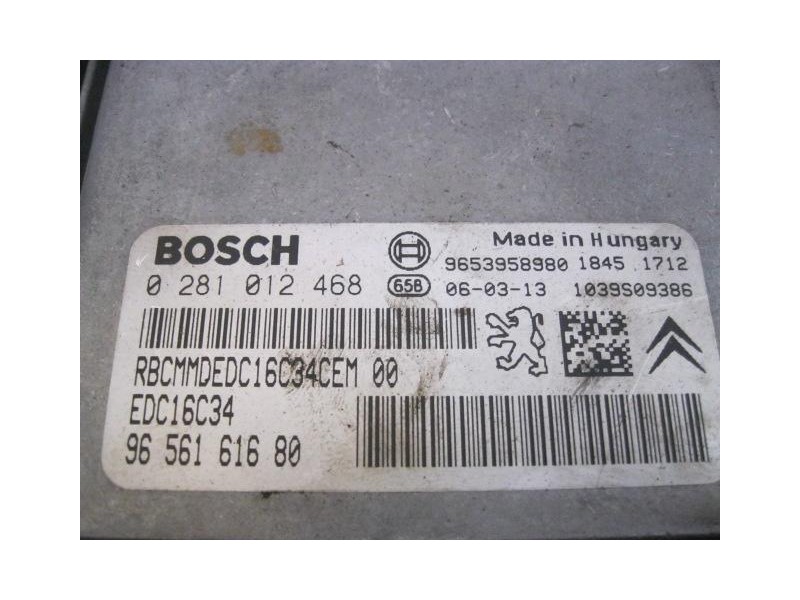 BOSCH
Made in Hungary
9653958980 1845 1712
0 281 012 468
658
06-03-13 1039S09386
RBCMMDEDC16C34CEM 00
EDC16C34
96 561 616 80